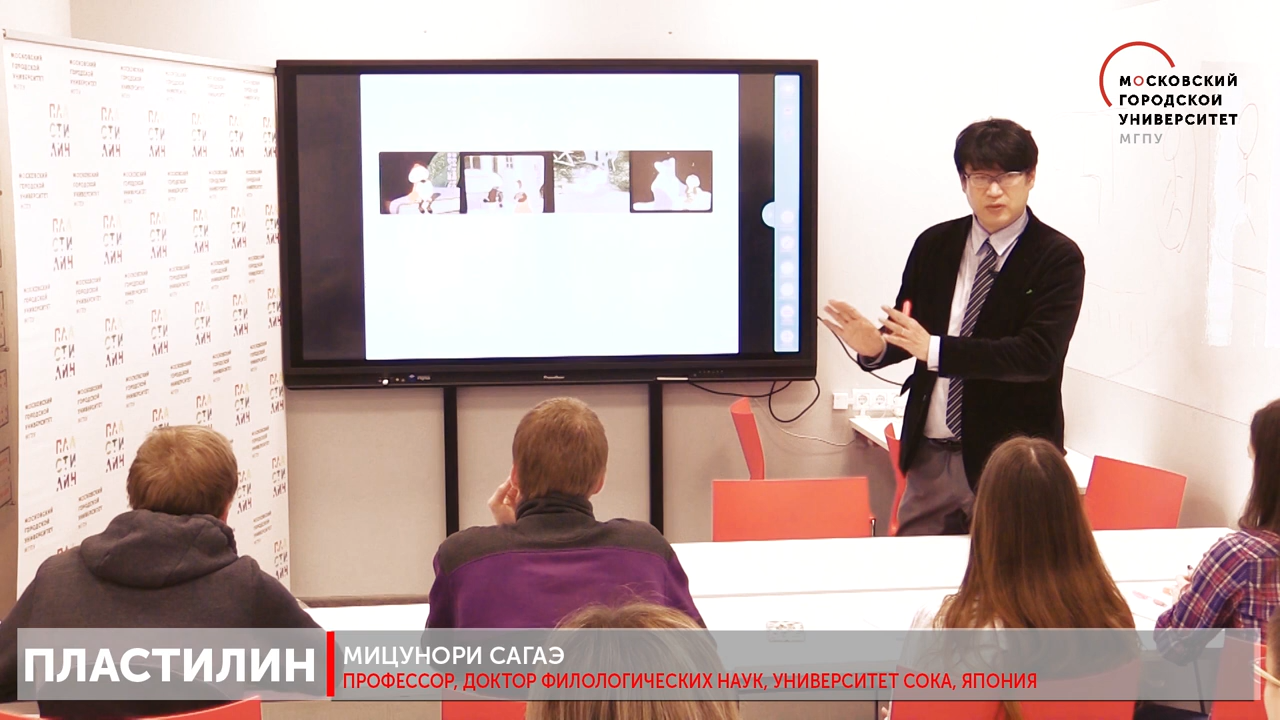 МОСКОВСКИЙ
ГОРОДСКОЙ
УНИВЕРСИТЕТ
МГПУ
ПЛА
СТИ
ЛИН
ПЛАСТИЛИН
МИЦУНОРИ САГАЭ
ПРОФЕССОР, ДОКТОР ФИЛОЛОГИЧЕСКИХ НАУК, УНИВЕРСИТЕТ СОКА, ЯПОНИЯ